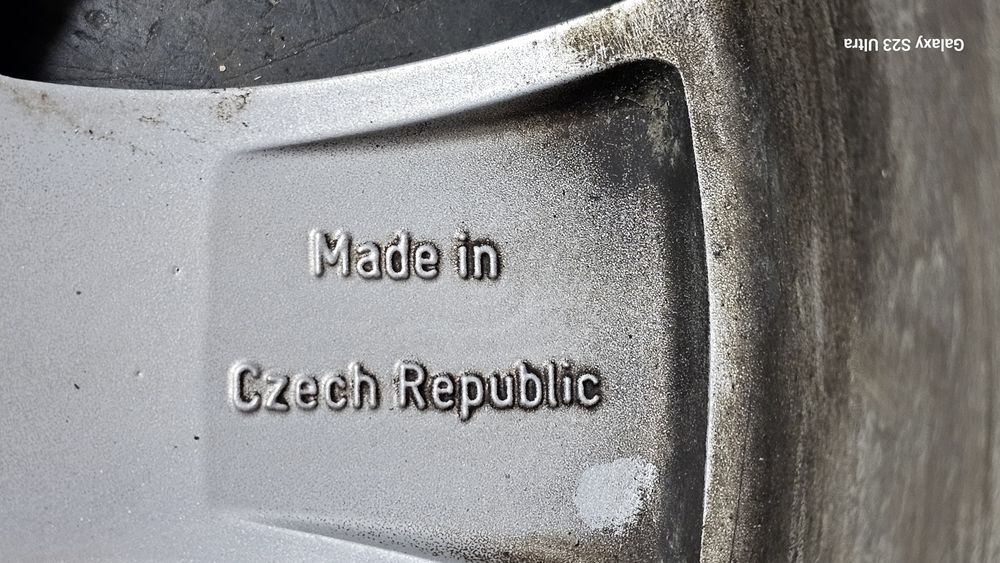 Made in
Czech Republic
Galaxy S23 Ultra